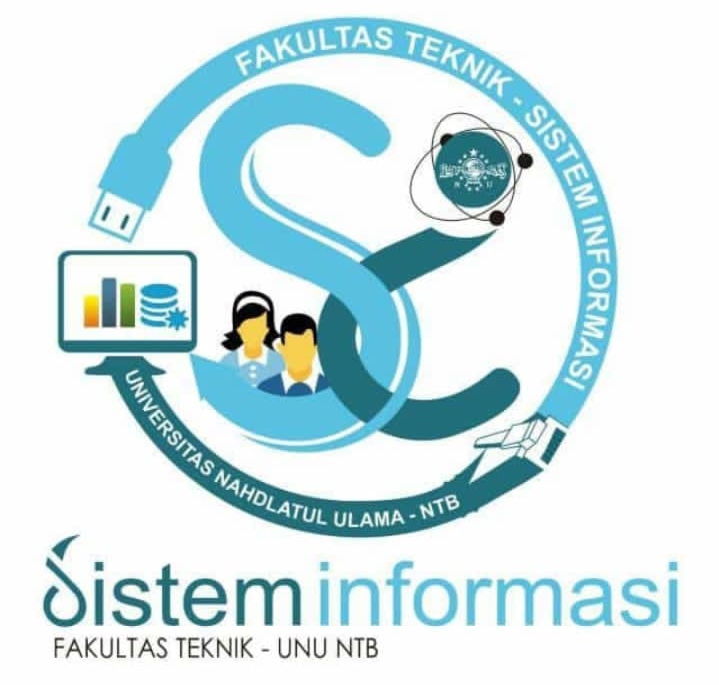 FAKULTAS TEKNIK - SISTEM INFORMASI
N U
UNIVERSITAS NAHDLATUL ULAMA - NTB
Sistem informasi
FAKULTAS TEKNIK - UNU NTB